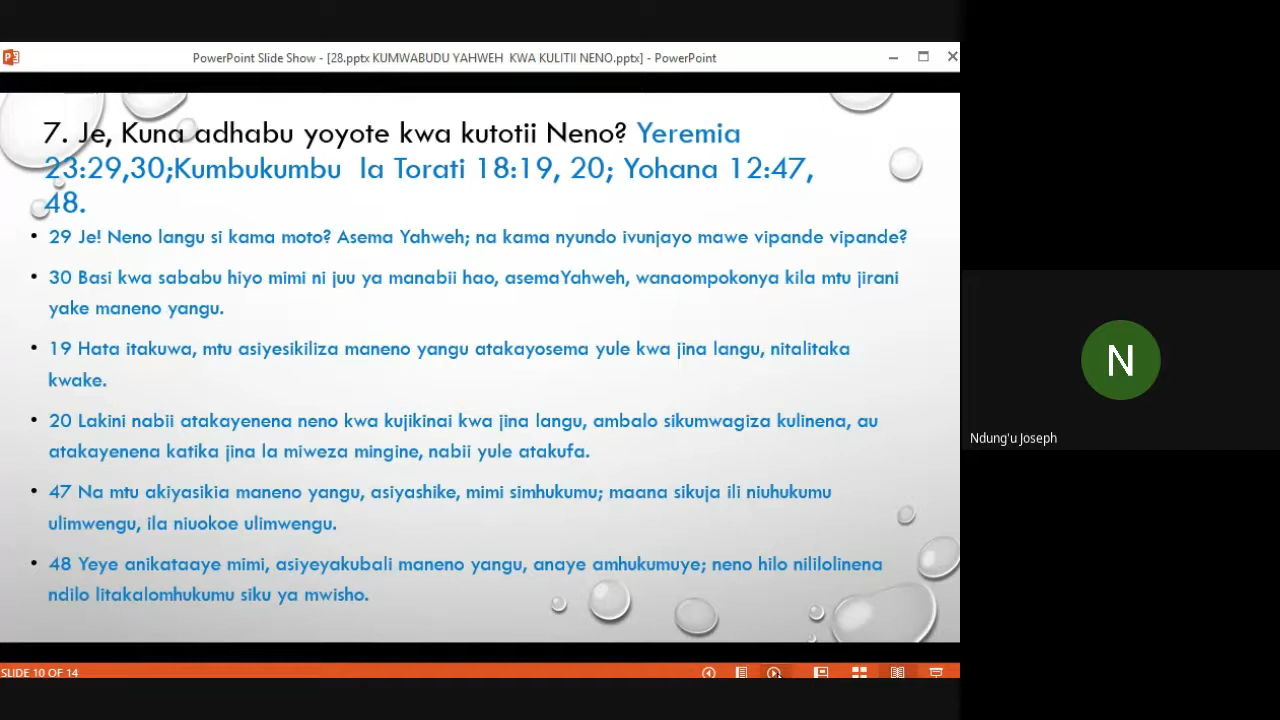 PowerPoint Slide Show - [28.pptx KUMWABUDU YAHWEH  KWA KULITII NENO.pptx] - PowerPoint
7. Je, Kuna adhabu yoyote kwa kutotii Neno? Yeremia
23:29,30;Kumbukumbu  la Torati 18:19, 20; Yohana 12:47,
48.
• 29 Je! Neno langu si kama moto? Asema Yahweh; na kama nyundo ivunjayo mawe vipande vipande?
• 30 Basi kwa sababu hiyo mimi ni juu ya manabii hao, asemaYahweh, wanaompokonya kila mtu jirani
yake maneno yangu.
• 19 Hata itakuwa, mtu asiyesikiliza maneno yangu atakayosema yule kwa jina langu, nitalitaka
kwake.
• 20 Lakini nabii atakayenena neno kwa kujikinai kwa jina langu, ambalo sikumwagiza kulinena, au
atakayenena katika jina la miweza mingine, nabii yule atakufa.
• 47 Na mtu akiyasikia maneno yangu, asiyashike, mimi simhukumu; maana sikuja ili niuhukumu
ulimwengu, ila niuokoe ulimwengu.
• 48 Yeye anikataaye mimi, asiyeyakubali maneno yangu, anaye amhukumuye; neno hilo nililolinena
ndilo litakalomhukumu siku ya mwisho.
N
Ndung'u Joseph
SLIDE 10 OF 14